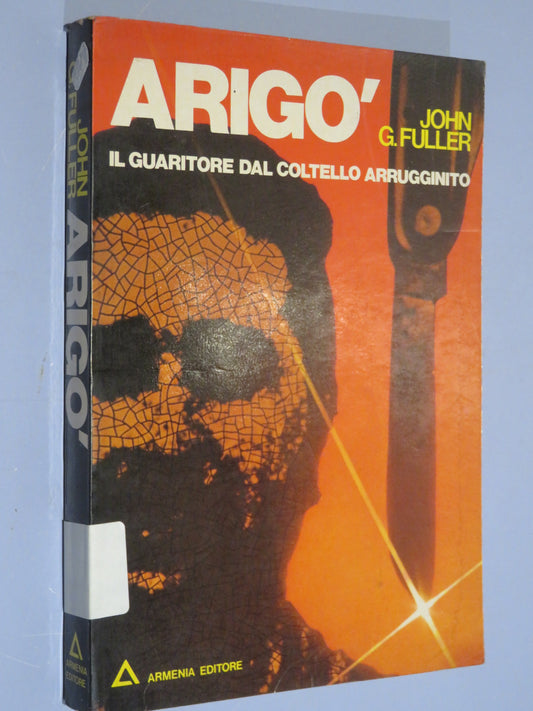 ARIGO'
JOHN
G. FULLER
IL GUARITORE DAL COLTELLO ARRUGGINITO
ARMENIA EDITORE
JOHN
G. FULLER
ARIGO'
ARMENIA
EDITORE